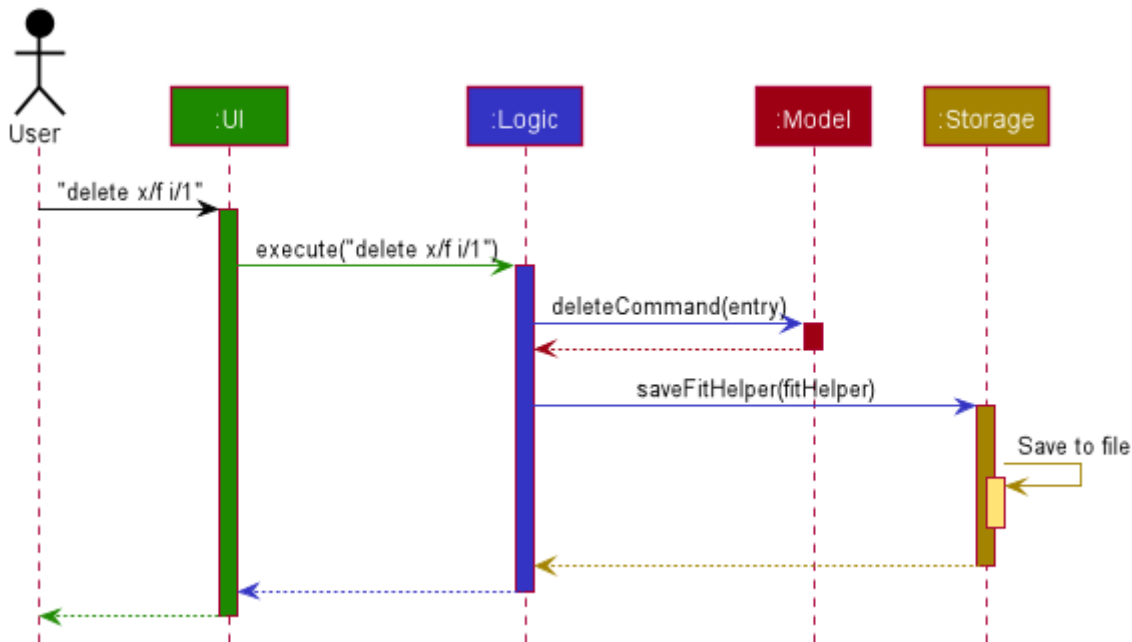 User
:UI
:Logic
:Model
:Storage
"delete x/f i/1"
execute("delete x/f i/1")
deleteCommand(entry)
saveFitHelper(fitHelper)
Save to file